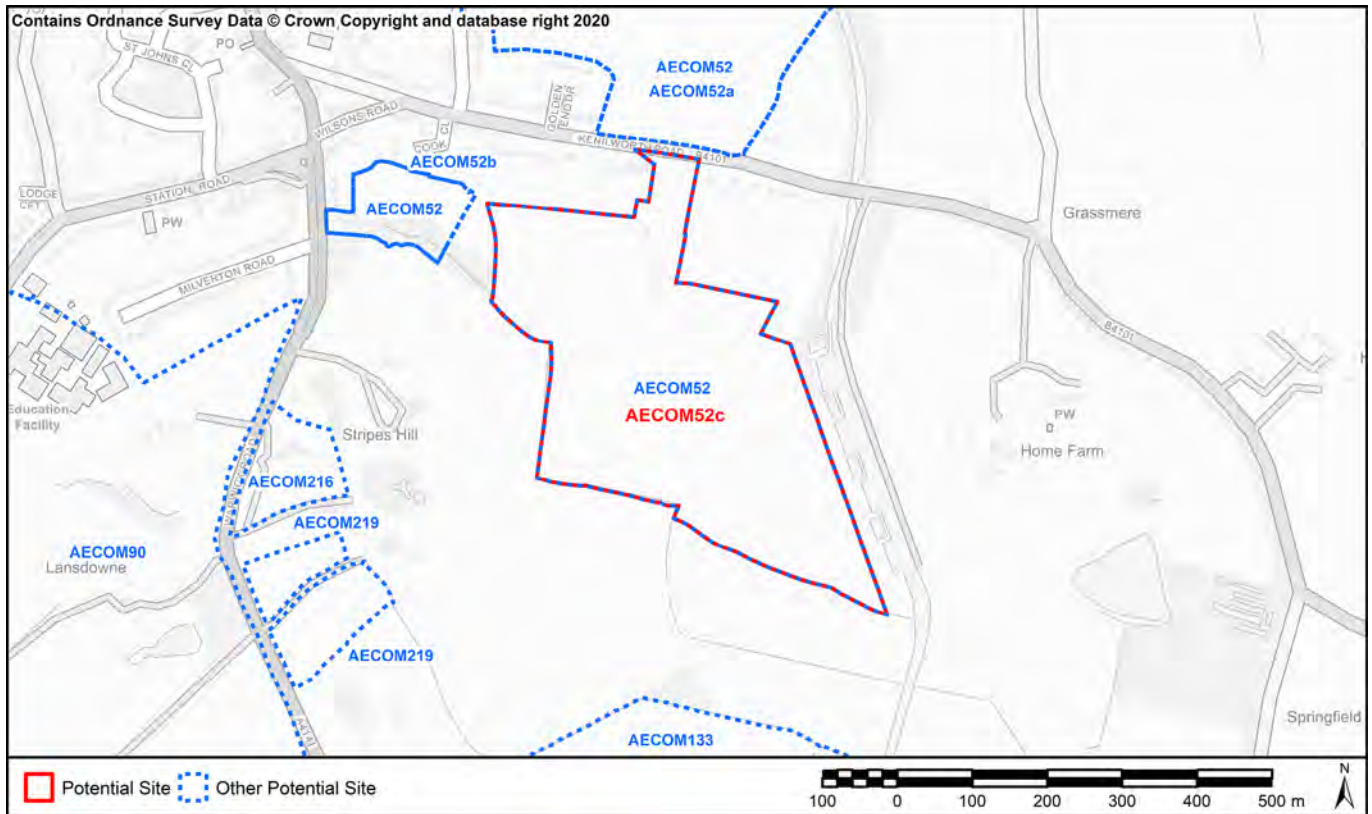 Contains Ordnance Survey Data © Crown Copyright and database right 2020
ST JOHNS CL
PO
WILSONS ROAD
COOK CL
GOLDEN
END DR
KENILWORTH ROAD
B4101
AECOM52
AECOM52a
AECOM52b
AECOM52
LODGE
CFT
STATION ROAD
PW
MILVERTON ROAD
Grassmere
B4101
AECOM52
AECOM52c
Education
Facility
Stripes Hill
PW
Home Farm
WARWICK ROAD
AECOM216
AECOM219
AECOM90
Lansdowne
AECOM219
A4141
AECOM133
Springfield
H
Potential Site
Other Potential Site
100 0 100 200 300 400 500 m
N